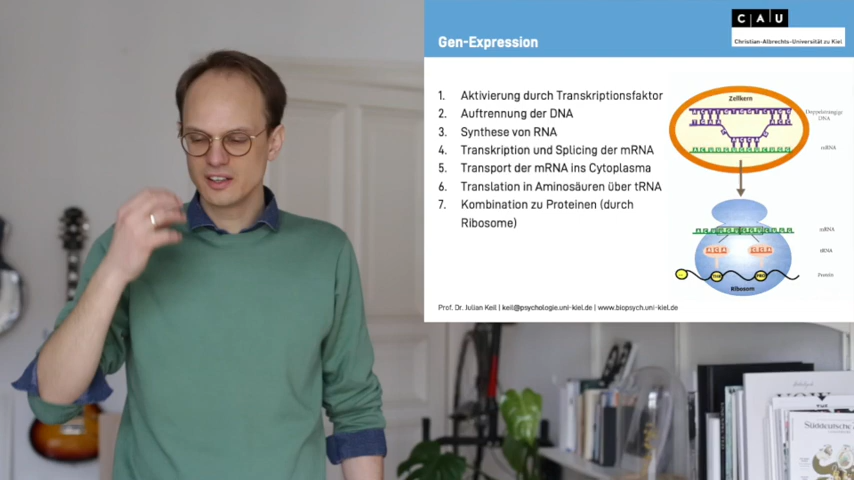 C A U
Christian-Albrechts-Universität zu Kiel
Gen-Expression
1. Aktivierung durch Transkriptionsfaktor
2. Auftrennung der DNA
3. Synthese von RNA
4. Transkription und Splicing der mRNA
5. Transport der mRNA ins Cytoplasma
6. Translation in Aminosäuren über tRNA
7. Kombination zu Proteinen (durch
Ribosome)
Zellkern
Doppelsträngige
DNA
mRNA
mRNA
tRNA
Protein
Ribosom
Prof. Dr. Julian Keil | keil@psychologie.uni-kiel.de | www.biopsych.uni-kiel.de
Süddeutsche